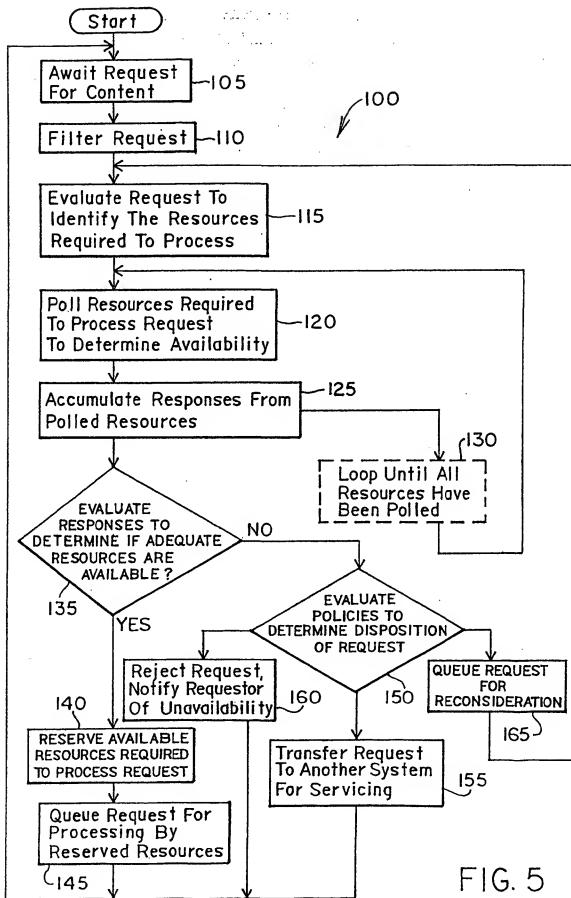 Start
Await Request
For Content
105
100
Filter Request
110
Evaluate Request To
Identify The Resources
Required To Process
115
Poll Resources Required
To Process Request
To Determine Availability
120
Accumulate Responses From
Polled Resources
125
130
Loop Until All
Resources Have
Been Polled
EVALUATE
RESPONSES TO
DETERMINE IF ADEQUATE
RESOURCES ARE
AVAILABLE?
135
NO
YES
EVALUATE
POLICIES TO
DETERMINE DISPOSITION
OF REQUEST
150
Reject Request,
Notify Requestor
Of Unavailability
160
QUEUE REQUEST
FOR
RECONSIDERATION
165
140
RESERVE AVAILABLE
RESOURCES REQUIRED
TO PROCESS REQUEST
Transfer Request
To Another System
For Servicing
155
Queue Request For
Processing By
Reserved Resources
145
FIG. 5